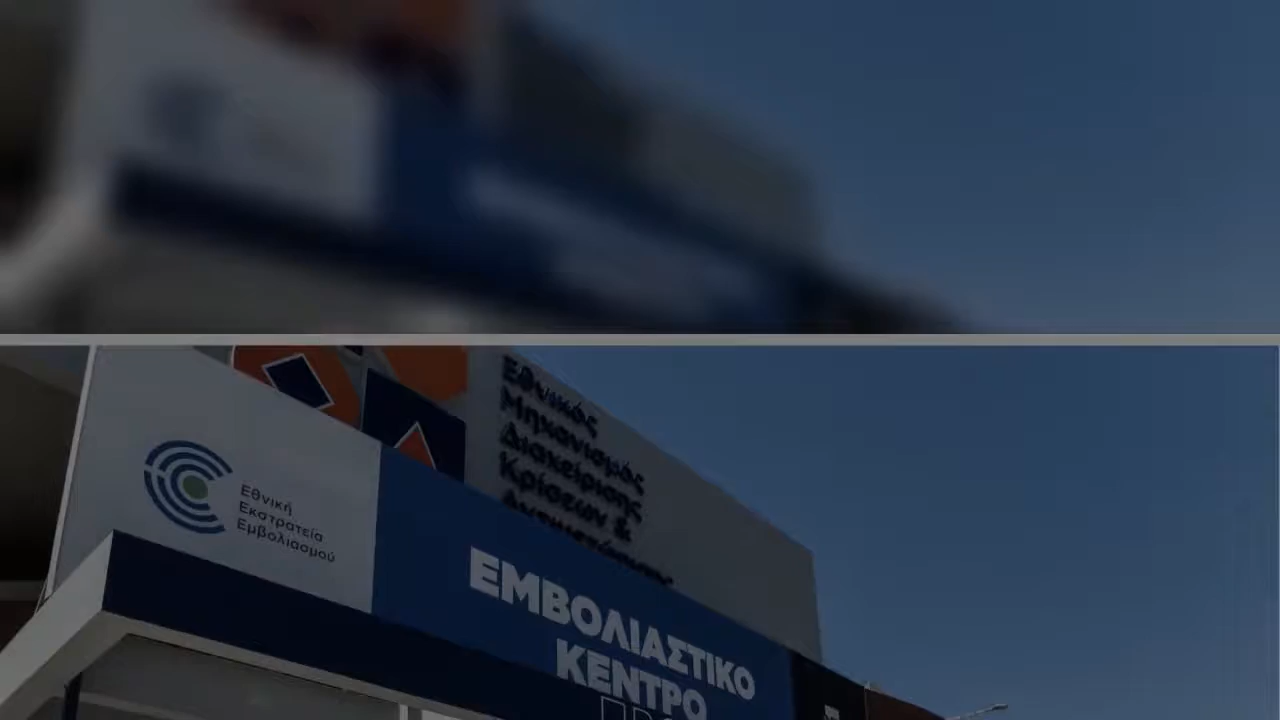 Εθνικός
Μηχανισμός
Διαχείρισης
Κρίσεων &
Εθνική
Εκστρατεία
Εμβολιασμού
ΕΜΒΟΛΙΑΣΤΙΚΟ
ΚΕΝΤΡΟ